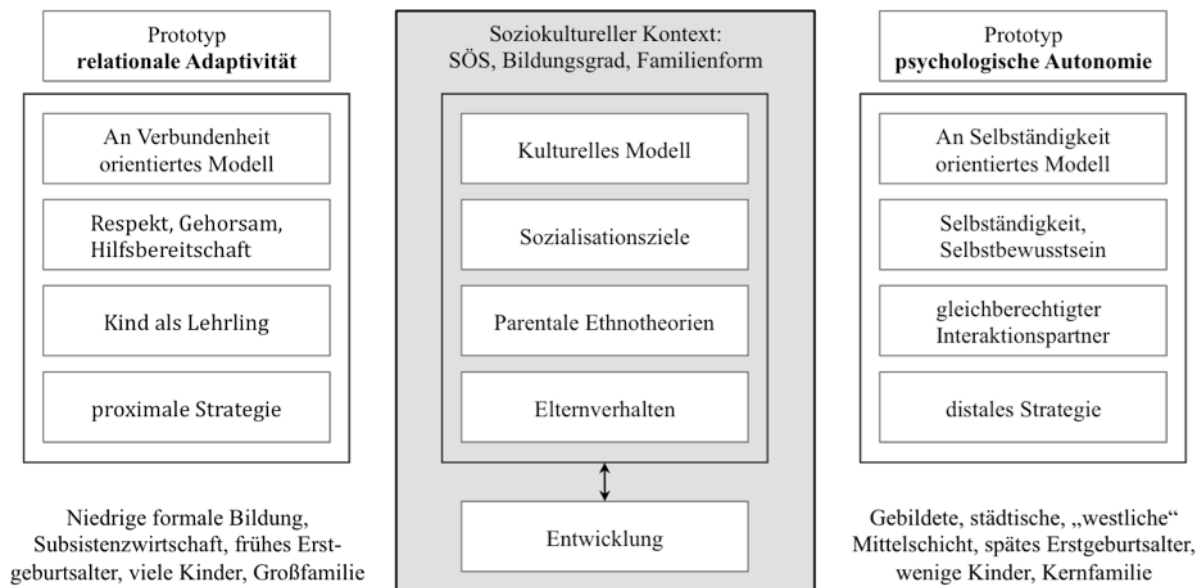 Prototyp
relationale Adaptivität
An Verbundenheit
orientiertes Modell
Respekt, Gehorsam,
Hilfsbereitschaft
Kind als Lehrling
proximale Strategie
Niedrige formale Bildung,
Subsistenzwirtschaft, frühes Erst-
geburtsalter, viele Kinder, Großfamilie
Soziokultureller Kontext:
SÖS, Bildungsgrad, Familienform
Kulturelles Modell
Sozialisationsziele
Parentale Ethnotheorien
Elternverhalten
Entwicklung
Prototyp
psychologische Autonomie
An Selbständigkeit
orientiertes Modell
Selbständigkeit,
Selbstbewusstsein
gleichberechtigter
Interaktionspartner
distales Strategie
Gebildete, städtische, „westliche“
Mittelschicht, spätes Erstgeburtsalter,
wenige Kinder, Kernfamilie